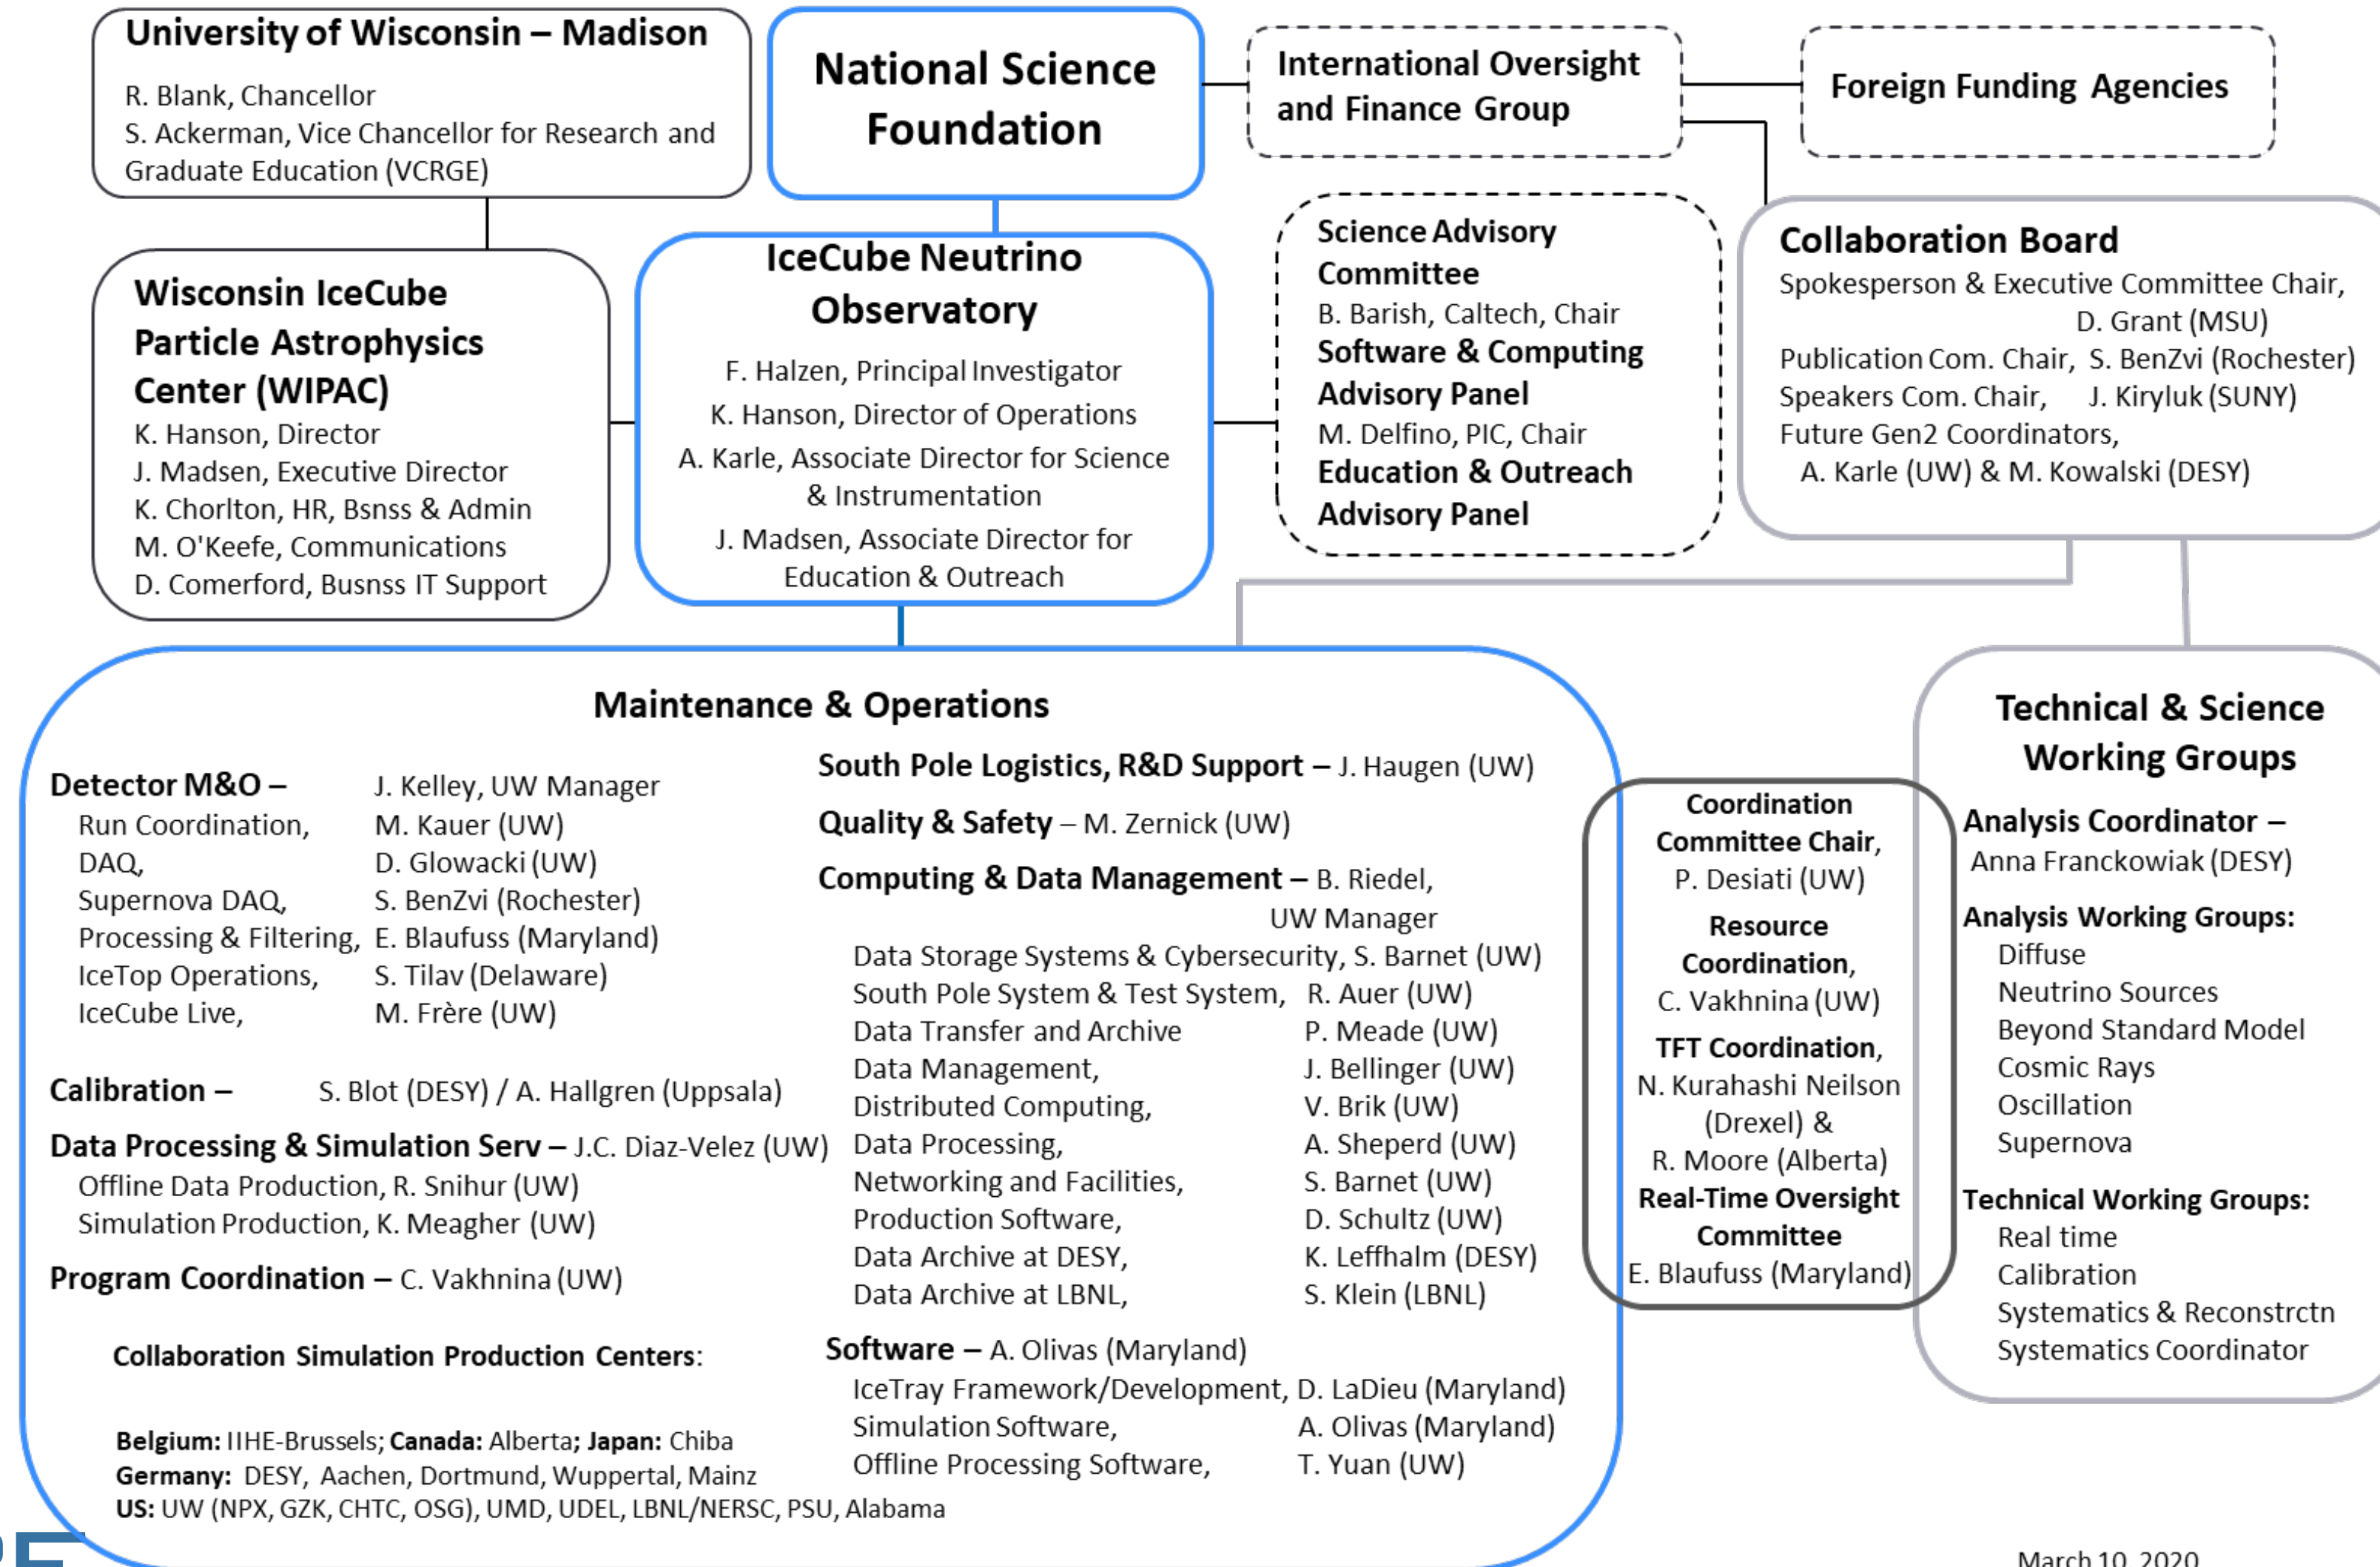 University of Wisconsin – Madison
R. Blank, Chancellor
S. Ackerman, Vice Chancellor for Research and
Graduate Education (VCRGE)
National Science
Foundation
International Oversight
and Finance Group
Foreign Funding Agencies
Wisconsin IceCube
Particle Astrophysics
Center (WIPAC)
K. Hanson, Director
J. Madsen, Executive Director
K. Chorlton, HR, Bsnss & Admin
M. O'Keefe, Communications
D. Comerford, Busnss IT Support
IceCube Neutrino
Observatory
F. Halzen, Principal Investigator
K. Hanson, Director of Operations
A. Karle, Associate Director for Science
& Instrumentation
J. Madsen, Associate Director for
Education & Outreach
Science Advisory
Committee
B. Barish, Caltech, Chair
Software & Computing
Advisory Panel
M. Delfino, PIC, Chair
Education & Outreach
Advisory Panel
Collaboration Board
Spokesperson & Executive Committee Chair,
D. Grant (MSU)
Publication Com. Chair, S. BenZvi (Rochester)
Speakers Com. Chair, J. Kiryluk (SUNY)
Future Gen2 Coordinators,
A. Karle (UW) & M. Kowalski (DESY)
Maintenance & Operations
Detector M&O – J. Kelley, UW Manager
Run Coordination, M. Kauer (UW)
DAQ, D. Glowacki (UW)
Supernova DAQ, S. BenZvi (Rochester)
Processing & Filtering, E. Blaufuss (Maryland)
IceTop Operations, S. Tilav (Delaware)
IceCube Live, M. Frère (UW)
Calibration – S. Blot (DESY) / A. Hallgren (Uppsala)
Data Processing & Simulation Serv – J.C. Diaz-Velez (UW)
Offline Data Production, R. Snihur (UW)
Simulation Production, K. Meagher (UW)
Program Coordination – C. Vakhnina (UW)
Collaboration Simulation Production Centers:
Belgium: IIHE-Brussels; Canada: Alberta; Japan: Chiba
Germany: DESY, Aachen, Dortmund, Wuppertal, Mainz
US: UW (NPX, GZK, CHTC, OSG), UMD, UDEL, LBNL/NERSC, PSU, Alabama
South Pole Logistics, R&D Support – J. Haugen (UW)
Quality & Safety – M. Zernick (UW)
Computing & Data Management – B. Riedel,
UW Manager
Data Storage Systems & Cybersecurity, S. Barnet (UW)
South Pole System & Test System, R. Auer (UW)
Data Transfer and Archive P. Meade (UW)
Data Management, J. Bellinger (UW)
Distributed Computing, V. Brik (UW)
Data Processing, A. Sheperd (UW)
Networking and Facilities, S. Barnet (UW)
Production Software, D. Schultz (UW)
Data Archive at DESY, K. Leffhalm (DESY)
Data Archive at LBNL, S. Klein (LBNL)
Software – A. Olivas (Maryland)
IceTray Framework/Development, D. LaDieu (Maryland)
Simulation Software, A. Olivas (Maryland)
Offline Processing Software, T. Yuan (UW)
Coordination
Committee Chair,
P. Desiati (UW)
Resource
Coordination,
C. Vakhnina (UW)
TFT Coordination,
N. Kurahashi Neilson
(Drexel) &
R. Moore (Alberta)
Real-Time Oversight
Committee
E. Blaufuss (Maryland)
Technical & Science
Working Groups
Analysis Coordinator –
Anna Franckowiak (DESY)
Analysis Working Groups:
Diffuse
Neutrino Sources
Beyond Standard Model
Cosmic Rays
Oscillation
Supernova
Technical Working Groups:
Real time
Calibration
Systematics & Reconstrctn
Systematics Coordinator
March 10, 2020